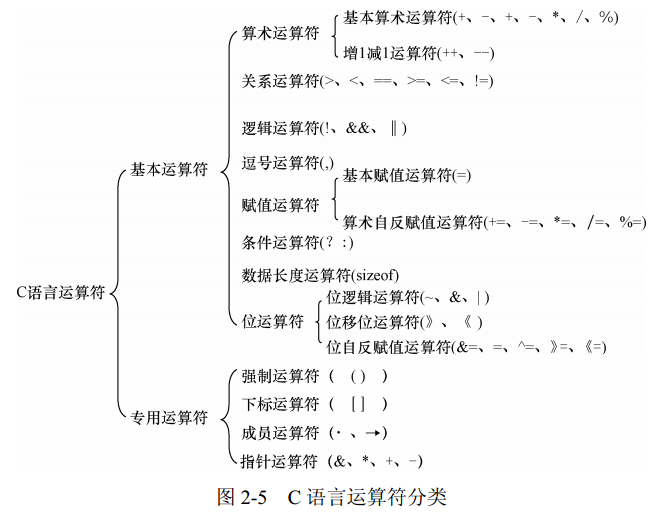 C语言运算符
基本运算符
算术运算符
基本算术运算符(+、-、+、-、*、/、%)
增1减1运算符(++、--)
关系运算符(>、<、==、>=、<=、!=)
逻辑运算符(!、&&、‖)
逗号运算符(,)
赋值运算符
基本赋值运算符(=)
算术自反赋值运算符(+=、-=、*=、/=、%=)
条件运算符(? :)
数据长度运算符(sizeof)
位运算符
位逻辑运算符(~、&、|)
位移位运算符(》、《 )
位自反赋值运算符(&=、=、^=、》=、《=)
专用运算符
强制运算符( () )
下标运算符( [] )
成员运算符(·、→)
指针运算符(&、*、+、-)
图 2-5 C 语言运算符分类